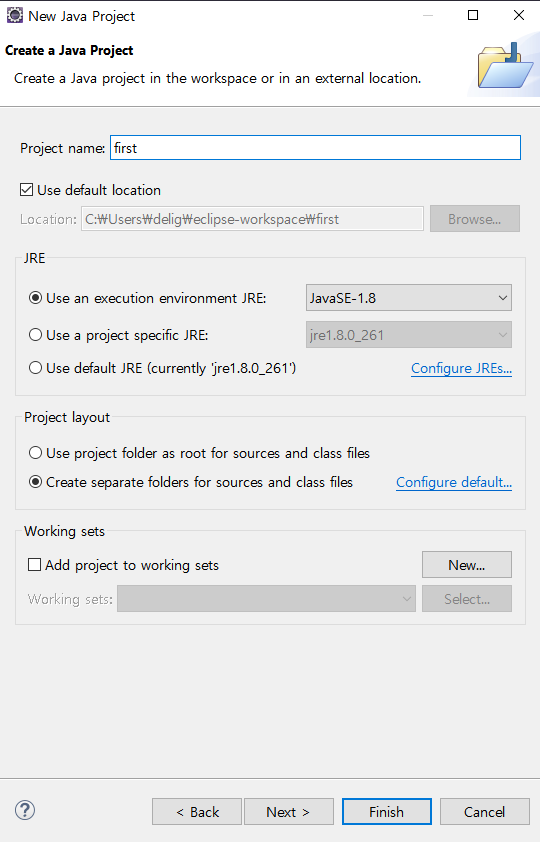 New Java Project
Create a Java Project
Create a Java project in the workspace or in an external location.
Project name: first
Use default location
Location: C:₩Users₩delig₩eclipse-workspace₩first Browse...
JRE
Use an execution environment JRE: JavaSE-1.8
Use a project specific JRE: jre1.8.0_261
Use default JRE (currently 'jre1.8.0_261') Configure JREs...
Project layout
Use project folder as root for sources and class files
Create separate folders for sources and class files Configure default...
Working sets
Add project to working sets New...
Working sets: Select...
? < Back Next > Finish Cancel